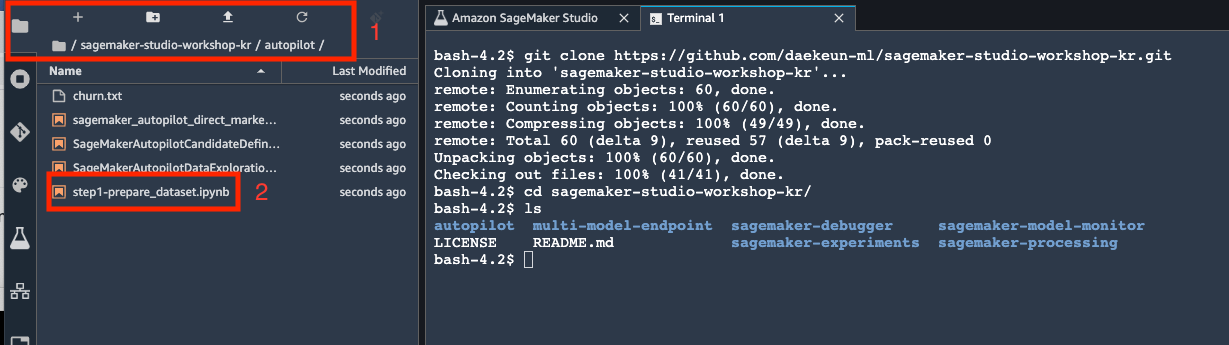 1
/ sagemaker-studio-workshop-kr / autopilot /
Name Last Modified
churn.txt seconds ago
sagemaker_autopilot_direct_marke... seconds ago
SageMakerAutopilotCandidateDefin... seconds ago
SageMakerAutopilotDataExploratio... seconds ago
step1-prepare_dataset.ipynb 2 seconds ago
Amazon SageMaker Studio Terminal 1
bash-4.2$ git clone https://github.com/daekeun-ml/sagemaker-studio-workshop-kr.git
Cloning into 'sagemaker-studio-workshop-kr'...
remote: Enumerating objects: 60, done.
remote: Counting objects: 100% (60/60), done.
remote: Compressing objects: 100% (49/49), done.
remote: Total 60 (delta 9), reused 57 (delta 9), pack-reused 0
Unpacking objects: 100% (60/60), done.
Checking out files: 100% (41/41), done.
bash-4.2$ cd sagemaker-studio-workshop-kr/
bash-4.2$ ls
autopilot multi-model-endpoint sagemaker-debugger sagemaker-model-monitor
LICENSE README.md sagemaker-experiments sagemaker-processing
bash-4.2$